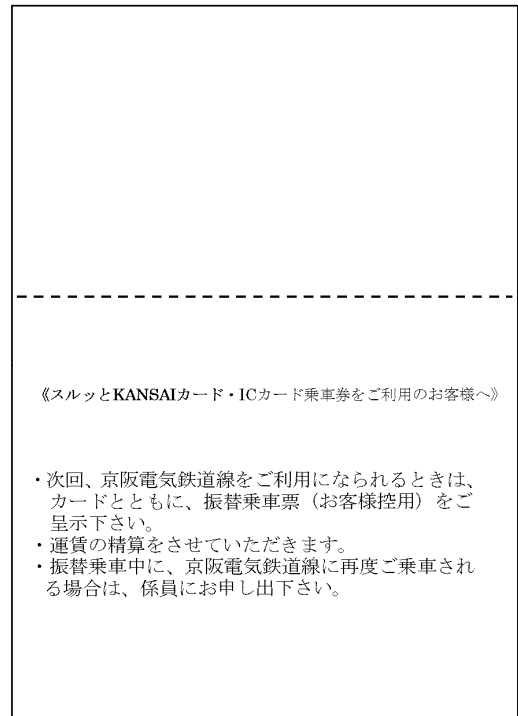 《スルッとKANSAIカード・ICカード乗車券をご利用のお客様へ》
・次回、京阪電気鉄道線をご利用になられるときは、
カードとともに、振替乗車票（お客様控用）をご
呈示下さい。
・運賃の精算をさせていただきます。
・振替乗車中に、京阪電気鉄道線に再度ご乗車され
る場合は、係員にお申し出下さい。